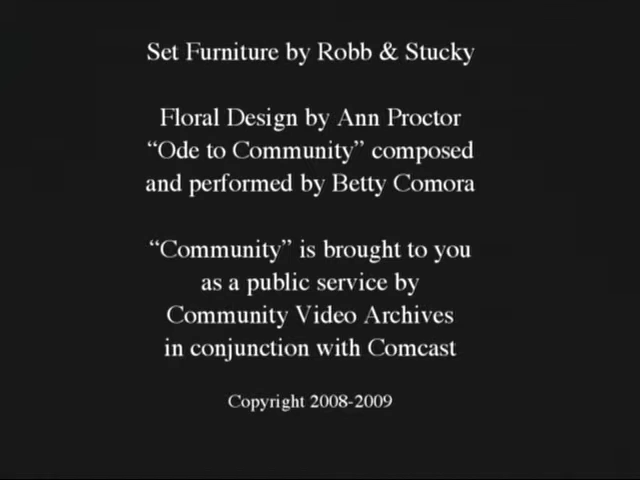 Set Furniture by Robb & Stucky
Floral Design by Ann Proctor
“Ode to Community” composed
and performed by Betty Comora
“Community” is brought to you
as a public service by
Community Video Archives
in conjunction with Comcast
Copyright 2008-2009